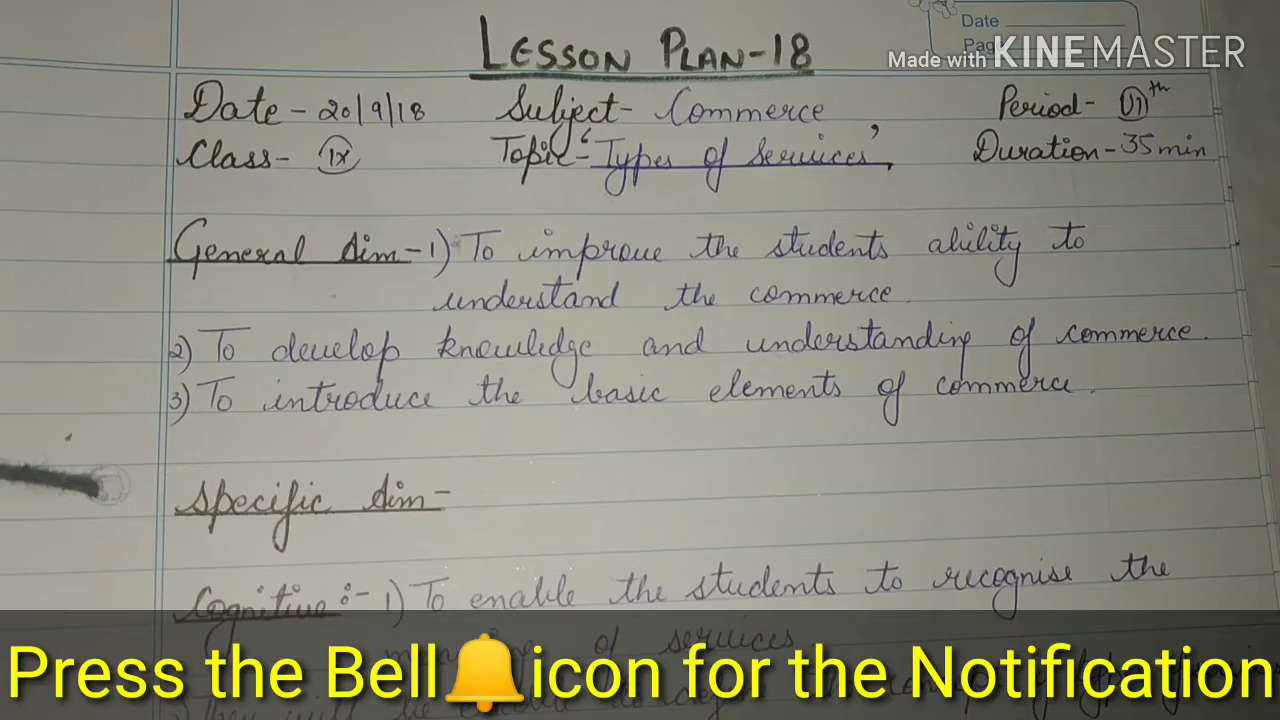 Date
Pag
Made with KINEMASTER
LESSON PLAN-18
Date - 20/9/18 Subject - Commerce Period - VIth
Class - IX Topic - 'Types of Services' Duration - 35 min
General Aim - 1) To improve the students ability to
understand the commerce.
2) To develop knowledge and understanding of commerce.
3) To introduce the basic elements of commerce.
Specific Aim -
Cognitive :- 1) To enable the students to recognise the
of services
Press the Bell🔔icon for the Notification